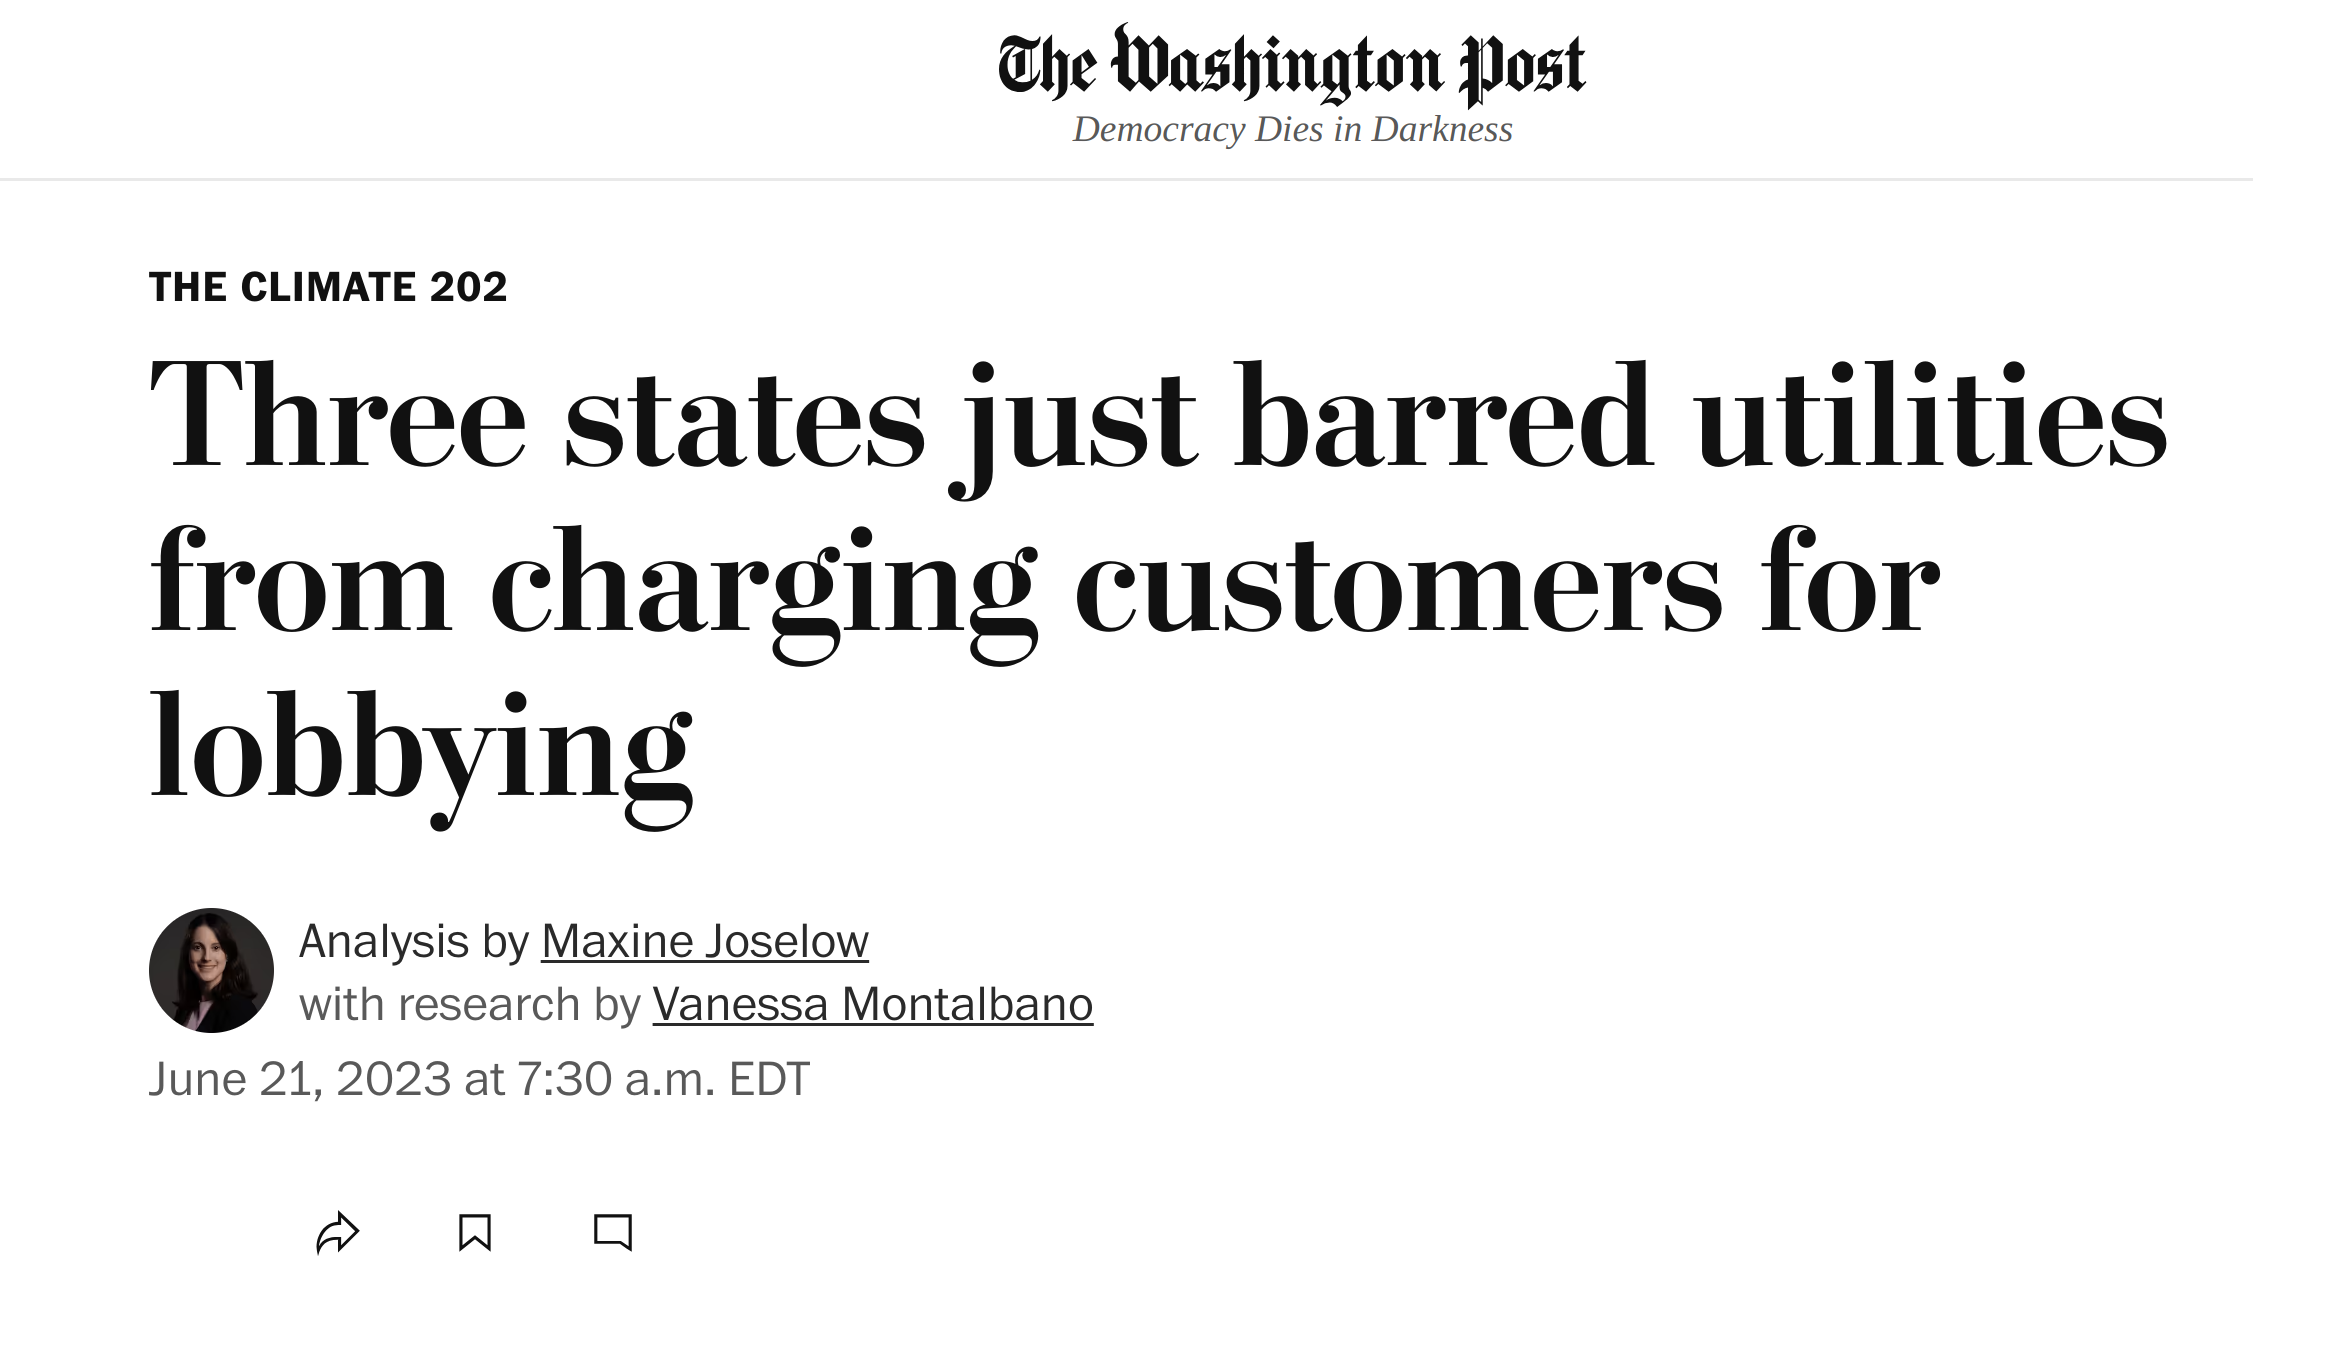 The Washington Post
Democracy Dies in Darkness
THE CLIMATE 202
Three states just barred utilities
from charging customers for
lobbying
Analysis by Maxine Joselow
with research by Vanessa Montalbano
June 21, 2023 at 7:30 a.m. EDT